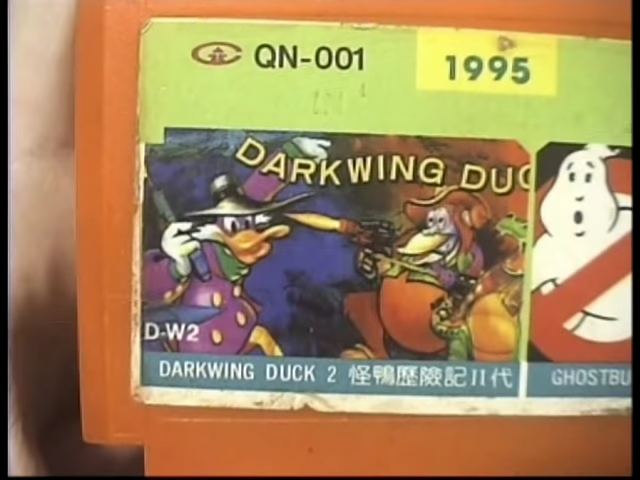 QN-001
1995
DARKWING DUC
D-W2
DARKWING DUCK 2 怪鴨歷險記II代
GHOSTBU